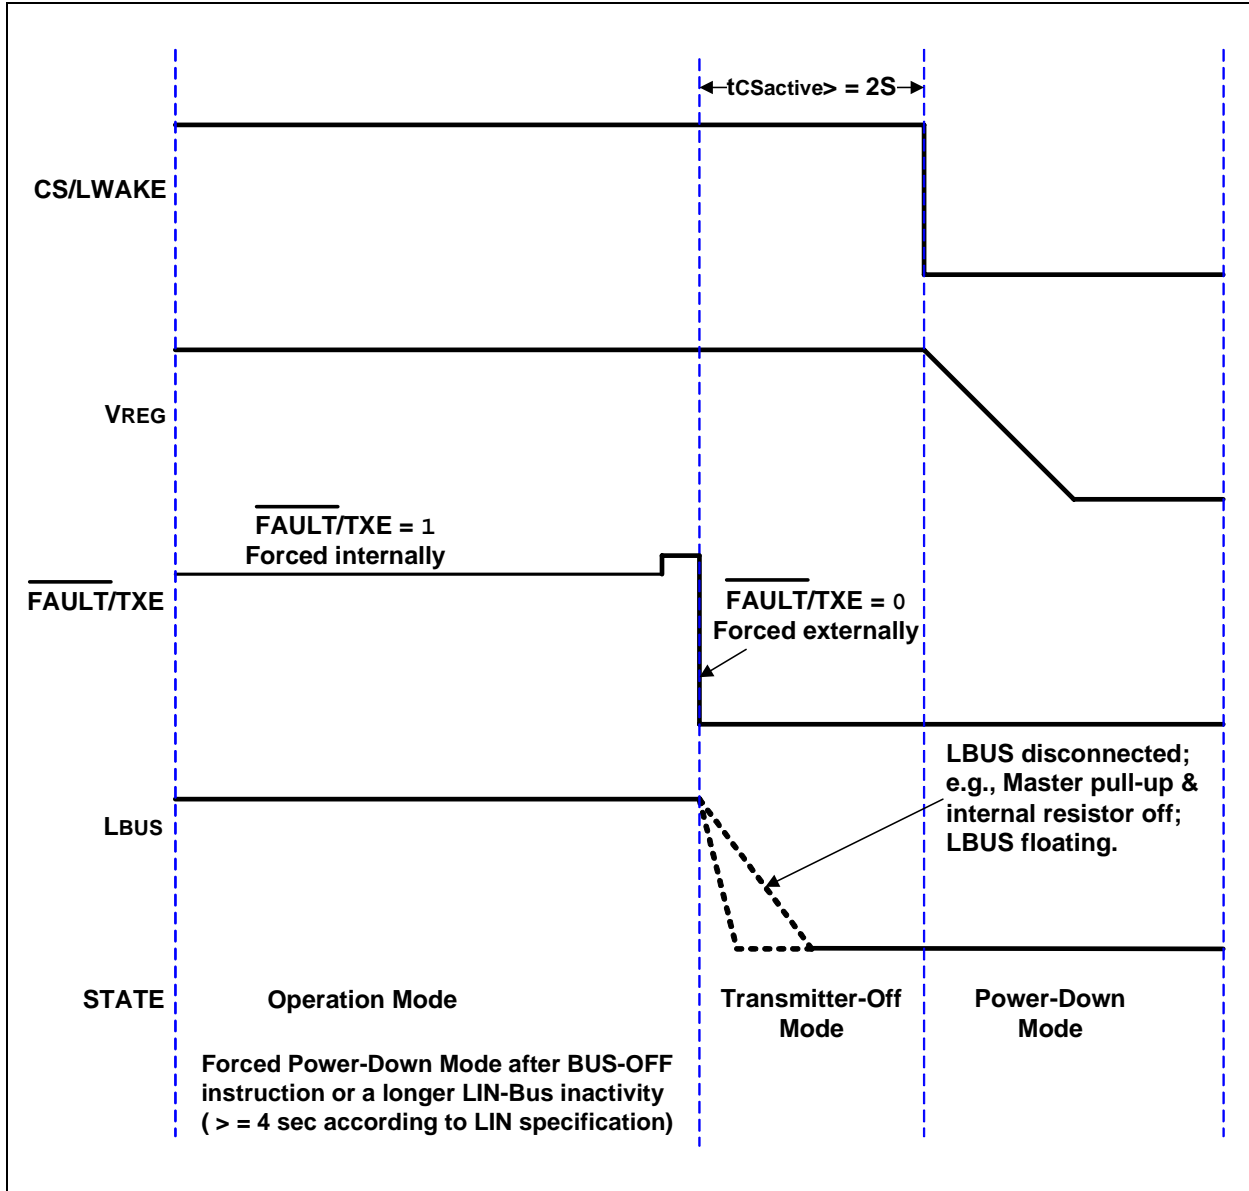 tCSactive> = 2S
CS/LWAKE
VREG
FAULT/TXE = 1
Forced internally
FAULT/TXE
FAULT/TXE = 0
Forced externally
LBUS disconnected;
e.g., Master pull-up &
internal resistor off;
LBUS floating.
LBUS
STATE
Operation Mode
Transmitter-Off
Mode
Power-Down
Mode
Forced Power-Down Mode after BUS-OFF
instruction or a longer LIN-Bus inactivity
( > = 4 sec according to LIN specification)